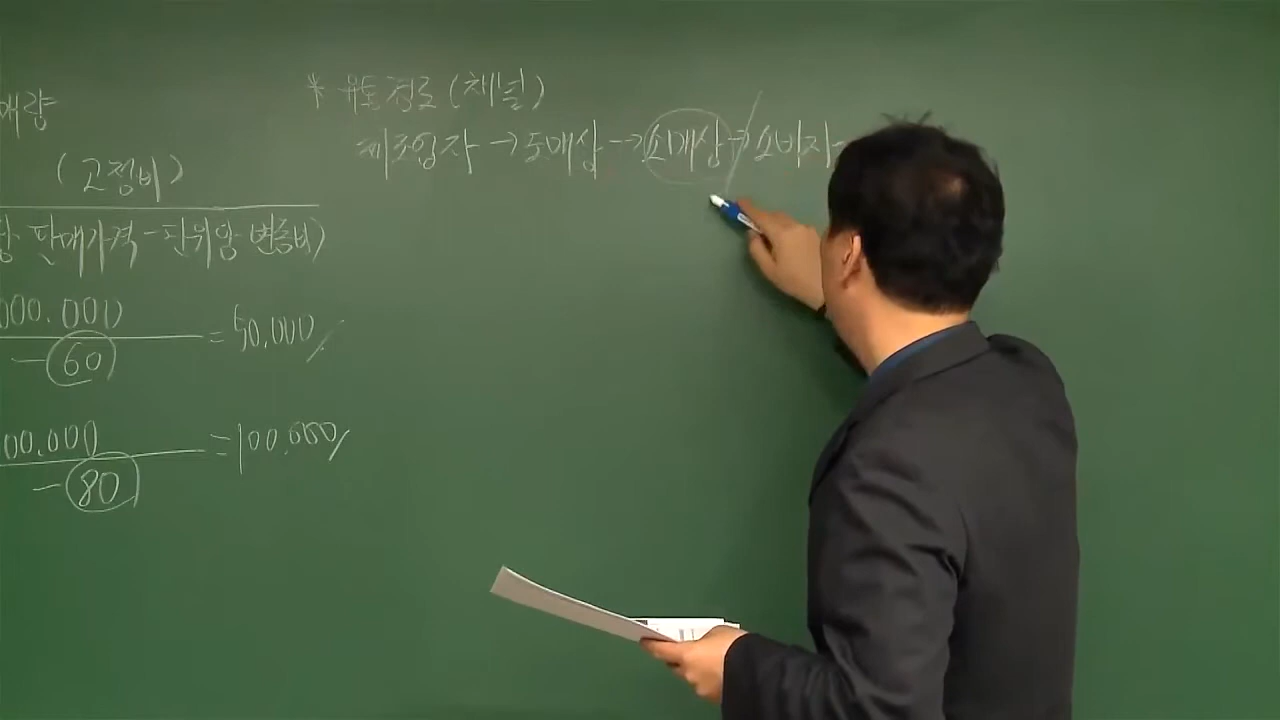 매량
(고정비)
당 판매가격-단위당 변동비)
000.000
-60
= 50,000/
00.000
-80
=100,000/
* 유통경로(채널)
제조업자→도매상→소매상→소비자